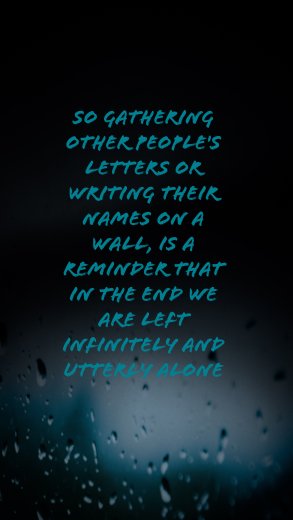 SO GATHERING
OTHER PEOPLE'S
LETTERS OR
WRITING THEIR
NAMES ON A
WALL, IS A
REMINDER THAT
IN THE END WE
ARE LEFT
INFINITELY AND
UTTERLY ALONE